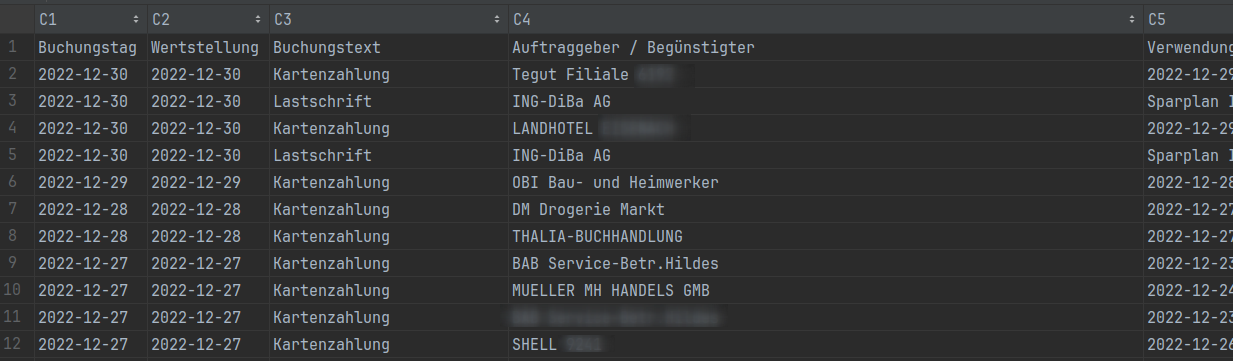 C1 C2 C3 C4 C5
1 Buchungstag Wertstellung Buchungstext Auftraggeber / Begünstigter Verwendung
2 2022-12-30 2022-12-30 Kartenzahlung Tegut Filiale 2022-12-29
3 2022-12-30 2022-12-30 Lastschrift ING-DiBa AG Sparplan I
4 2022-12-30 2022-12-30 Kartenzahlung LANDHOTEL 2022-12-29
5 2022-12-30 2022-12-30 Lastschrift ING-DiBa AG Sparplan I
6 2022-12-29 2022-12-29 Kartenzahlung OBI Bau- und Heimwerker 2022-12-28
7 2022-12-28 2022-12-28 Kartenzahlung DM Drogerie Markt 2022-12-27
8 2022-12-28 2022-12-28 Kartenzahlung THALIA-BUCHHANDLUNG 2022-12-27
9 2022-12-27 2022-12-27 Kartenzahlung BAB Service-Betr.Hildes 2022-12-23
10 2022-12-27 2022-12-27 Kartenzahlung MUELLER MH HANDELS GMB 2022-12-24
11 2022-12-27 2022-12-27 Kartenzahlung 2022-12-23
12 2022-12-27 2022-12-27 Kartenzahlung SHELL 2022-12-26